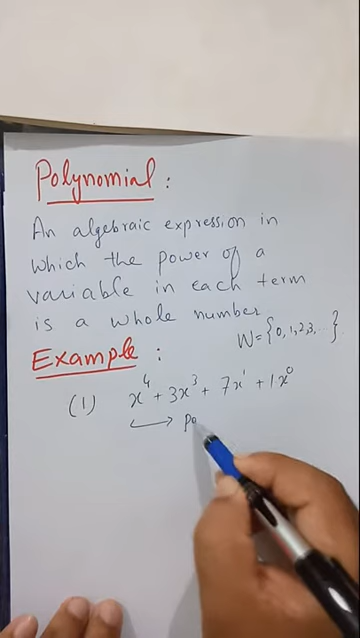 Polynomial :
An algebraic expression in
which the power of a
variable in each term
is a whole number
W = {0, 1, 2, 3, ...}.
Example :
(1) x⁴ + 3x³ + 7x¹ + 1x⁰
⟷ Po